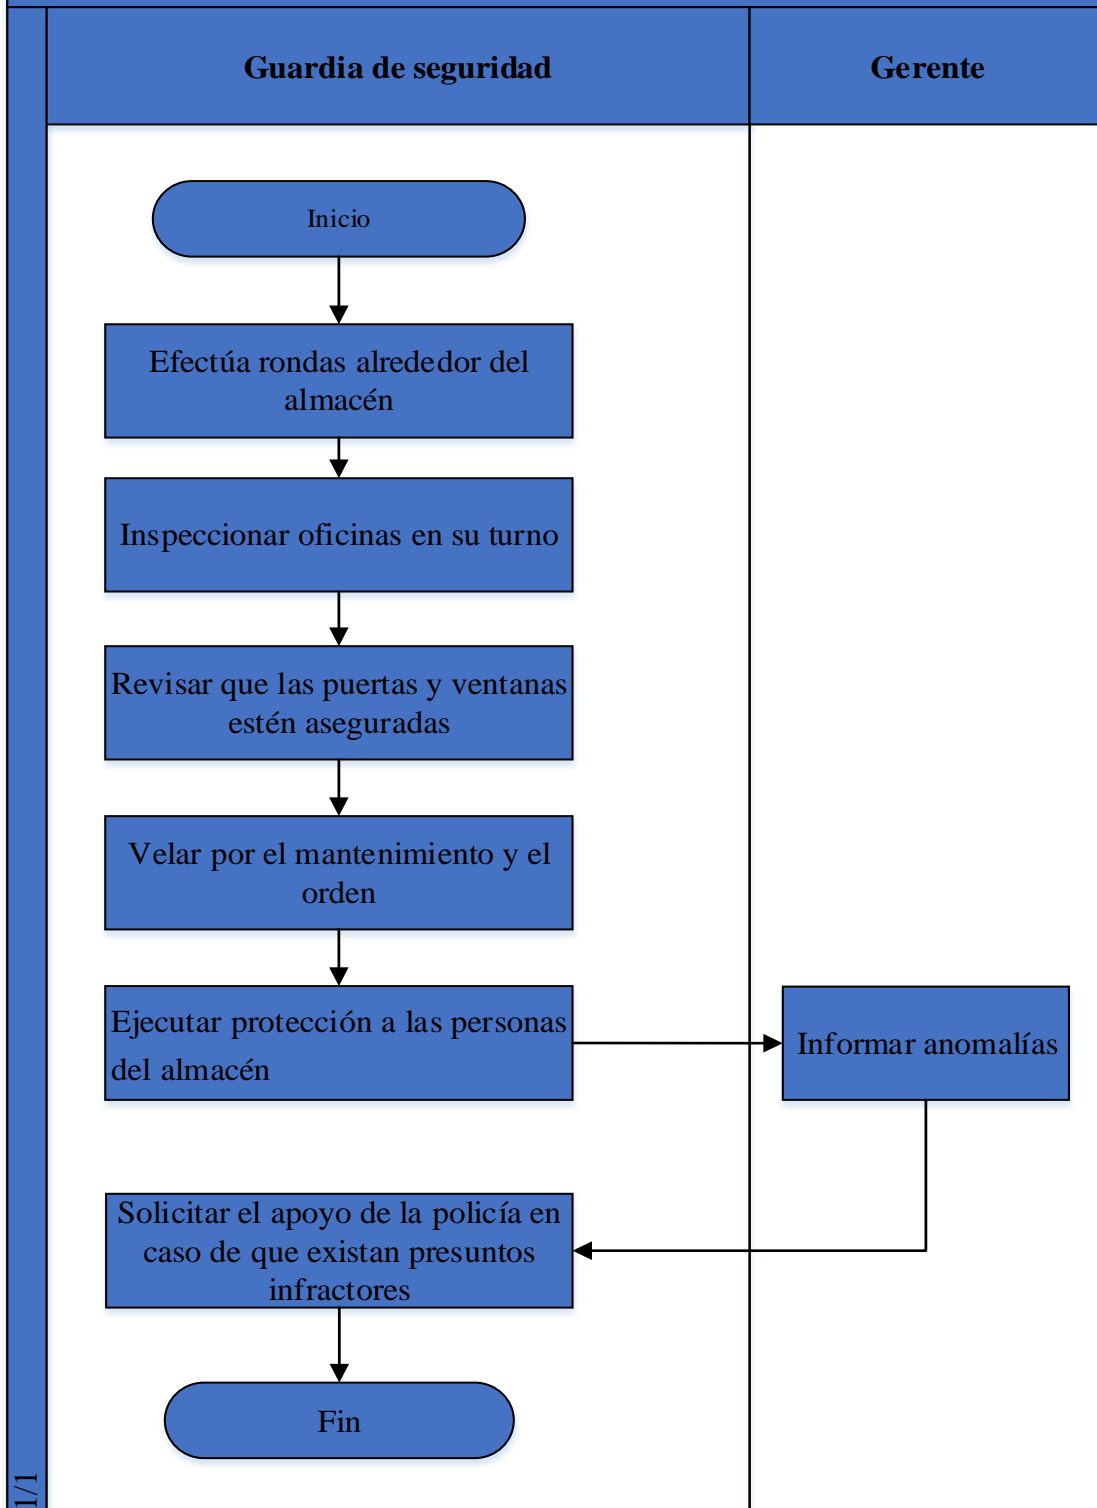 Guardia de seguridad
Gerente
Inicio
Efectúa rondas alrededor del
almacén
Inspeccionar oficinas en su turno
Revisar que las puertas y ventanas
estén aseguradas
Velar por el mantenimiento y el
orden
Ejecutar protección a las personas
del almacén
Informar anomalías
Solicitar el apoyo de la policía en
caso de que existan presuntos
infractores
Fin
1/1